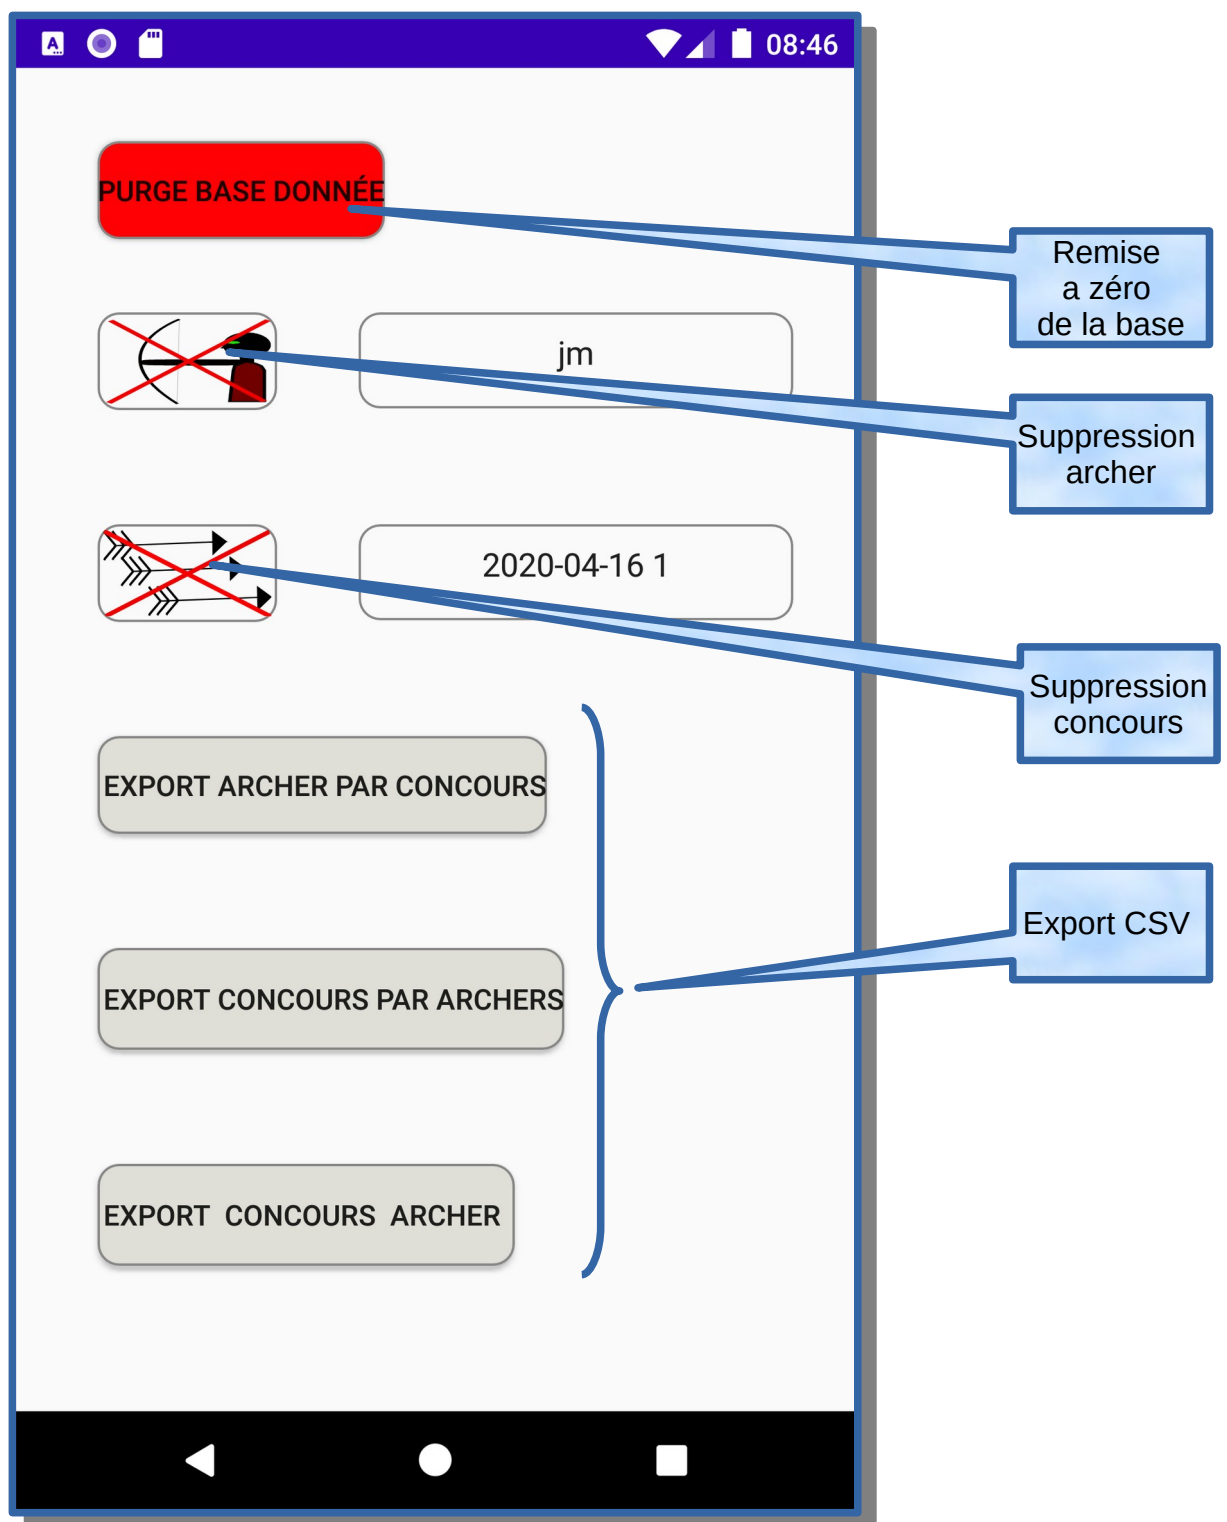 08:46
PURGE BASE DONNÉE
Remise
a zéro
de la base
jm
Suppression
archer
2020-04-16 1
Suppression
concours
EXPORT ARCHER PAR CONCOURS
Export CSV
EXPORT CONCOURS PAR ARCHERS
EXPORT CONCOURS ARCHER